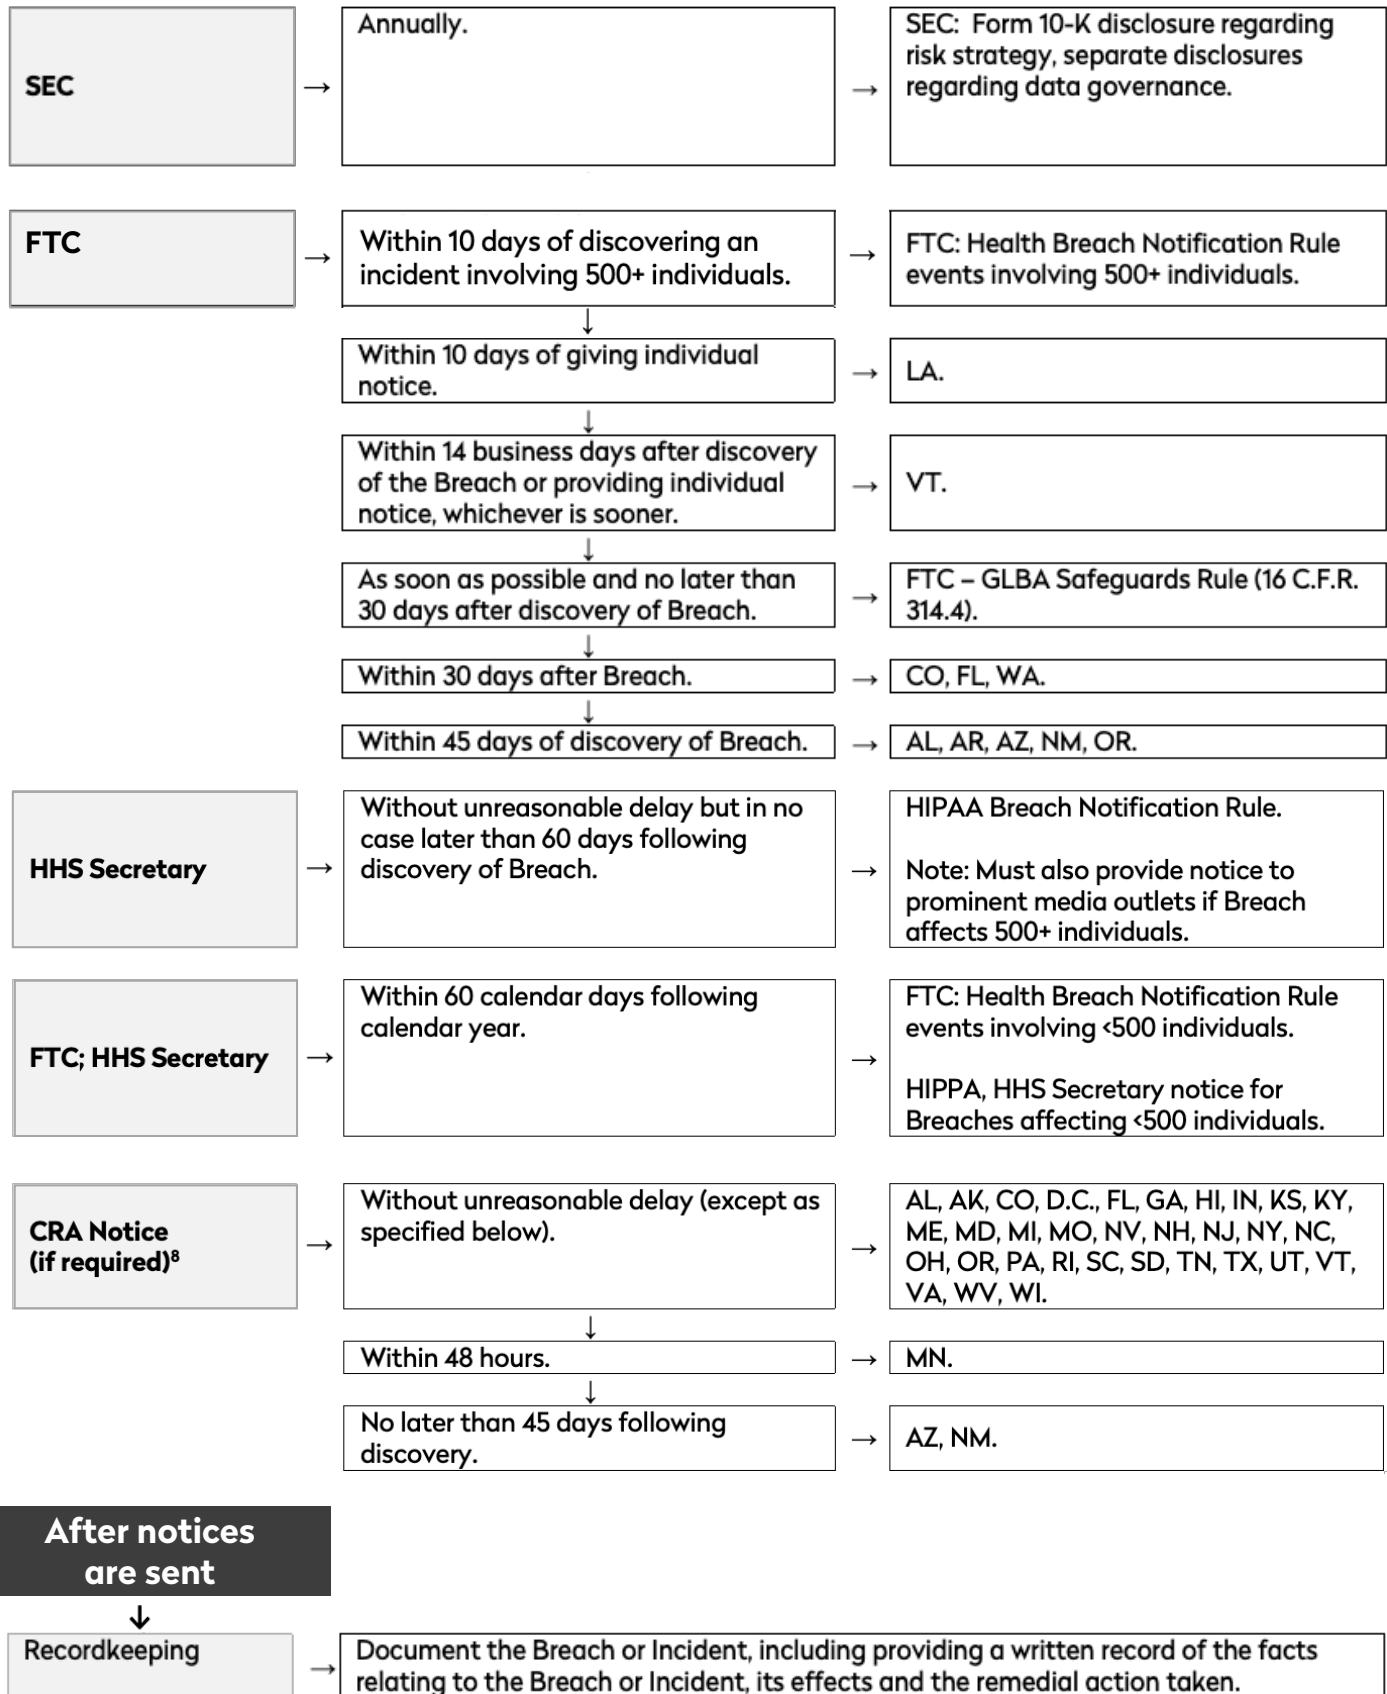 SEC
Annually.
SEC:  Form 10-K disclosure regarding
risk strategy, separate disclosures
regarding data governance.
FTC
Within 10 days of discovering an
incident involving 500+ individuals.
FTC: Health Breach Notification Rule
events involving 500+ individuals.
Within 10 days of giving individual
notice.
LA.
Within 14 business days after discovery
of the Breach or providing individual
notice, whichever is sooner.
VT.
As soon as possible and no later than
30 days after discovery of Breach.
FTC – GLBA Safeguards Rule (16 C.F.R.
314.4).
Within 30 days after Breach.
CO, FL, WA.
Within 45 days of discovery of Breach.
AL, AR, AZ, NM, OR.
HHS Secretary
Without unreasonable delay but in no
case later than 60 days following
discovery of Breach.
HIPAA Breach Notification Rule.
Note: Must also provide notice to
prominent media outlets if Breach
affects 500+ individuals.
FTC; HHS Secretary
Within 60 calendar days following
calendar year.
FTC: Health Breach Notification Rule
events involving <500 individuals.
HIPPA, HHS Secretary notice for
Breaches affecting <500 individuals.
CRA Notice
(if required)⁸
Without unreasonable delay (except as
specified below).
AL, AK, CO, D.C., FL, GA, HI, IN, KS, KY,
ME, MD, MI, MO, NV, NH, NJ, NY, NC,
OH, OR, PA, RI, SC, SD, TN, TX, UT, VT,
VA, WV, WI.
Within 48 hours.
MN.
No later than 45 days following
discovery.
AZ, NM.
After notices
are sent
Recordkeeping
Document the Breach or Incident, including providing a written record of the facts
relating to the Breach or Incident, its effects and the remedial action taken.